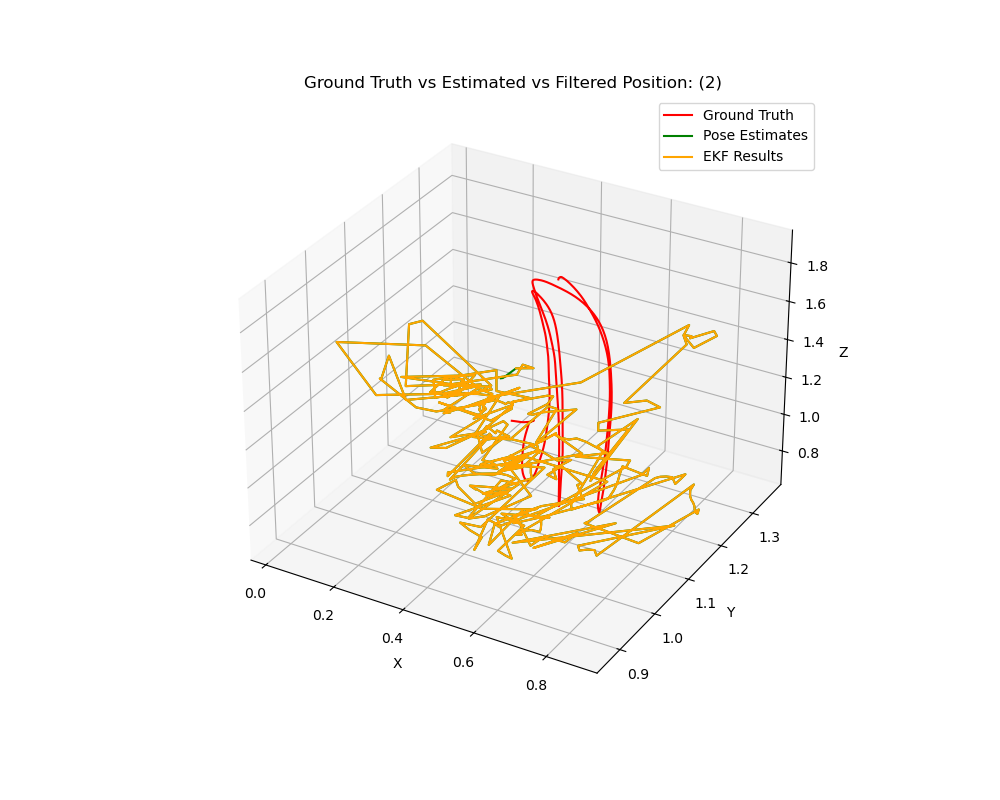 Ground Truth vs Estimated vs Filtered Position: (2)
Ground Truth
Pose Estimates
EKF Results
1.8
1.6
1.4
Z
1.2
1.0
0.8
1.3
1.2
1.1
Y
1.0
0.9
0.0
0.2
0.4
X
0.6
0.8